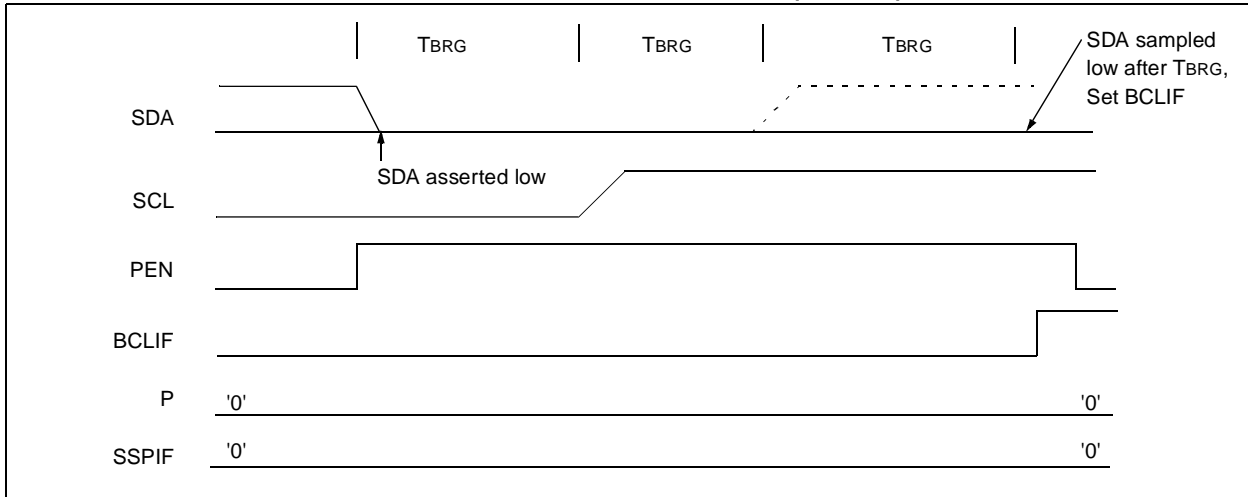 TBRG TBRG TBRG
SDA sampled
low after TBRG,
Set BCLIF
SDA
SDA asserted low
SCL
PEN
BCLIF
P '0' '0'
SSPIF '0' '0'